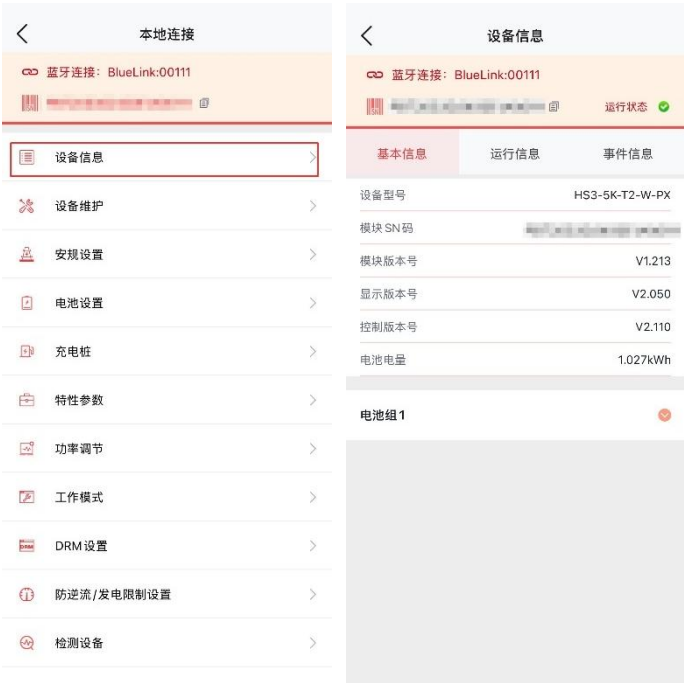 本地连接
蓝牙连接：BlueLink:00111
设备信息
设备维护
安规设置
电池设置
充电桩
特性参数
功率调节
工作模式
DRM设置
防逆流/发电限制设置
检测设备
设备信息
蓝牙连接：BlueLink:00111
运行状态
基本信息 运行信息 事件信息
设备型号 HS3-5K-T2-W-PX
模块SN码
模块版本号 V1.213
显示版本号 V2.050
控制版本号 V2.110
电池电量 1.027kWh
电池组1